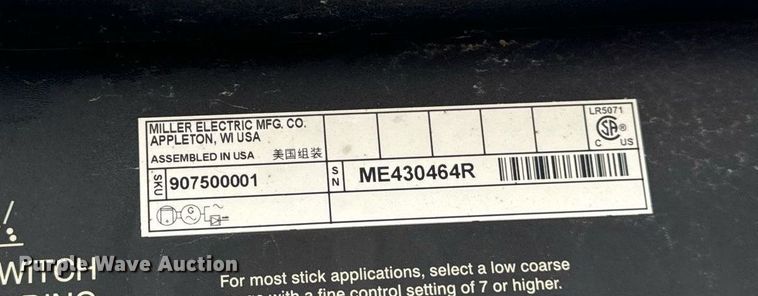 MILLER ELECTRIC MFG. CO.
APPLETON, WI USA
ASSEMBLED IN USA 美国组装
LR5071
SA ®
C US
SKU 907500001
SN ME430464R
G
WITCH
Purple Wave Auction
For most stick applications, select a low coarse
with a fine control setting of 7 or higher.